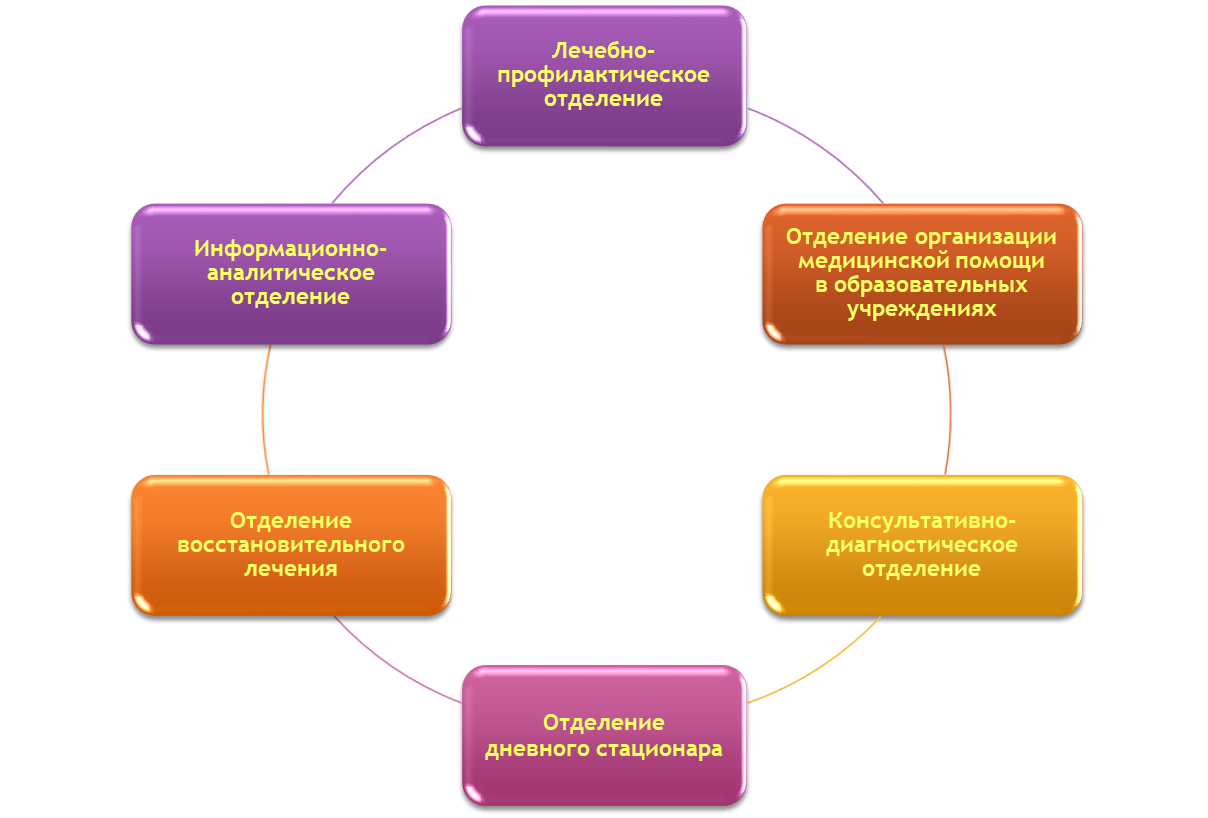 Лечебно-
профилактическое
отделение
Отделение организации
медицинской помощи
в образовательных
учреждениях
Консультативно-
диагностическое
отделение
Отделение
дневного стационара
Отделение
восстановительного
лечения
Информационно-
аналитическое
отделение